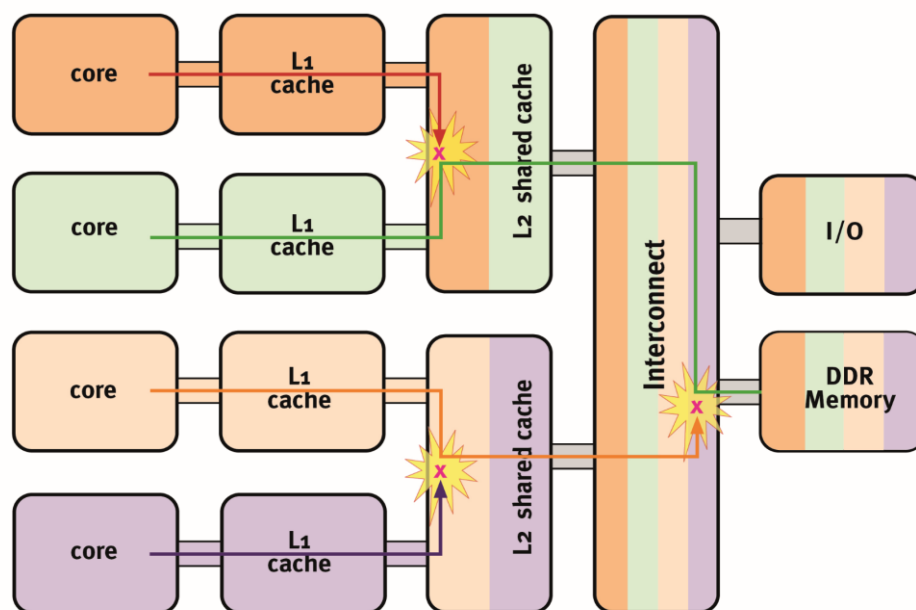 core
L1
cache
L2 shared cache
x
core
L1
cache
core
L1
cache
L2 shared cache
x
core
L1
cache
Interconnect
x
I/O
DDR
Memory